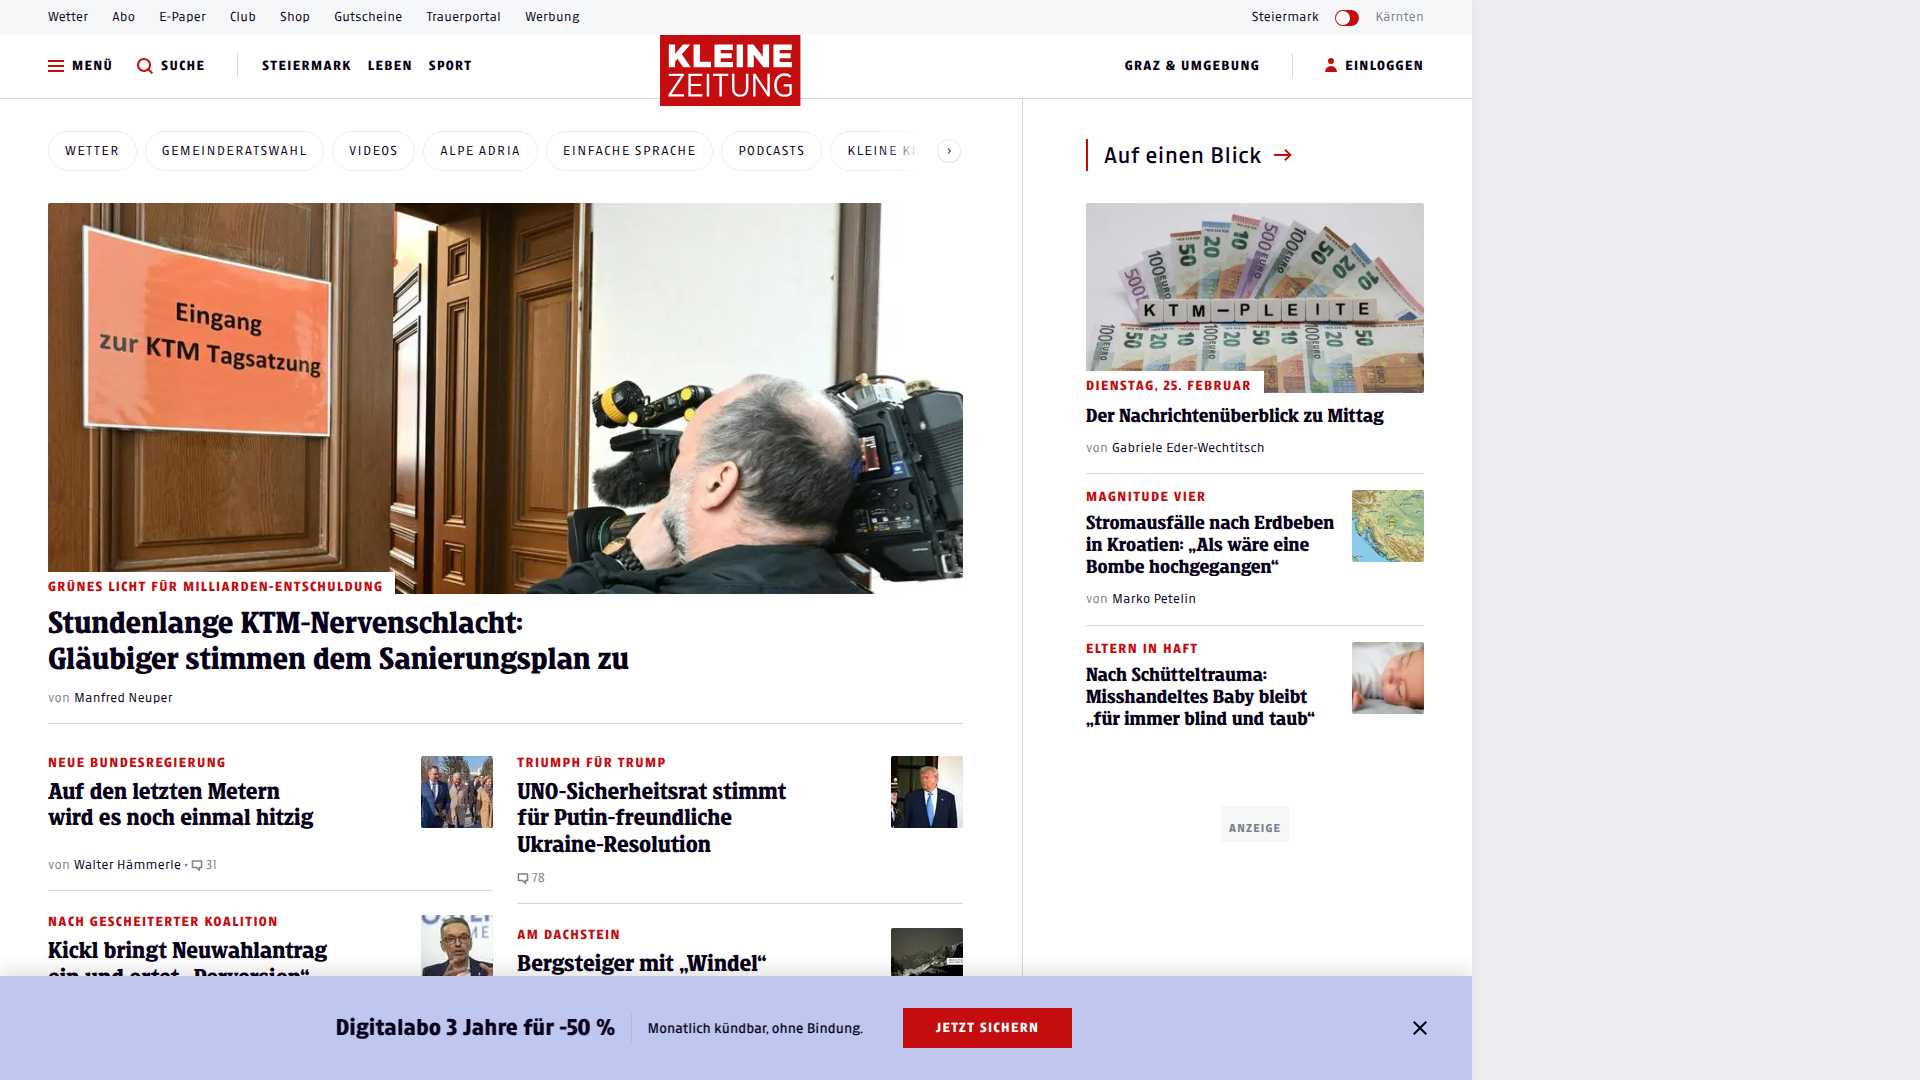 Wetter Abo E-Paper Club Shop Gutscheine Trauerportal Werbung
Steiermark Kärnten
MENÜ SUCHE STEIERMARK LEBEN SPORT
KLEINE
ZEITUNG
GRAZ & UMGEBUNG EINLOGGEN
WETTER GEMEINDERATSWAHL VIDEOS ALPE ADRIA EINFACHE SPRACHE PODCASTS KLEINE
Eingang
zur KTM Tagsatzung
GRÜNES LICHT FÜR MILLIARDEN-ENTSCHULDUNG
Stundenlange KTM-Nervenschlacht:
Gläubiger stimmen dem Sanierungsplan zu
von Manfred Neuper
NEUE BUNDESREGIERUNG
Auf den letzten Metern
wird es noch einmal hitzig
von Walter Hämmerle · 31
NACH GESCHEITERTER KOALITION
Kickl bringt Neuwahlantrag
ein und ortet „Perversion“
TRIUMPH FÜR TRUMP
UNO-Sicherheitsrat stimmt
für Putin-freundliche
Ukraine-Resolution
78
AM DACHSTEIN
Bergsteiger mit „Windel“
Auf einen Blick
KTM-PLEITE
DIENSTAG, 25. FEBRUAR
Der Nachrichtenüberblick zu Mittag
von Gabriele Eder-Wechtitsch
MAGNITUDE VIER
Stromausfälle nach Erdbeben
in Kroatien: „Als wäre eine
Bombe hochgegangen“
von Marko Petelin
ELTERN IN HAFT
Nach Schütteltrauma:
Misshandeltes Baby bleibt
„für immer blind und taub“
ANZEIGE
Digitalabo 3 Jahre für -50 %
Monatlich kündbar, ohne Bindung.
JETZT SICHERN